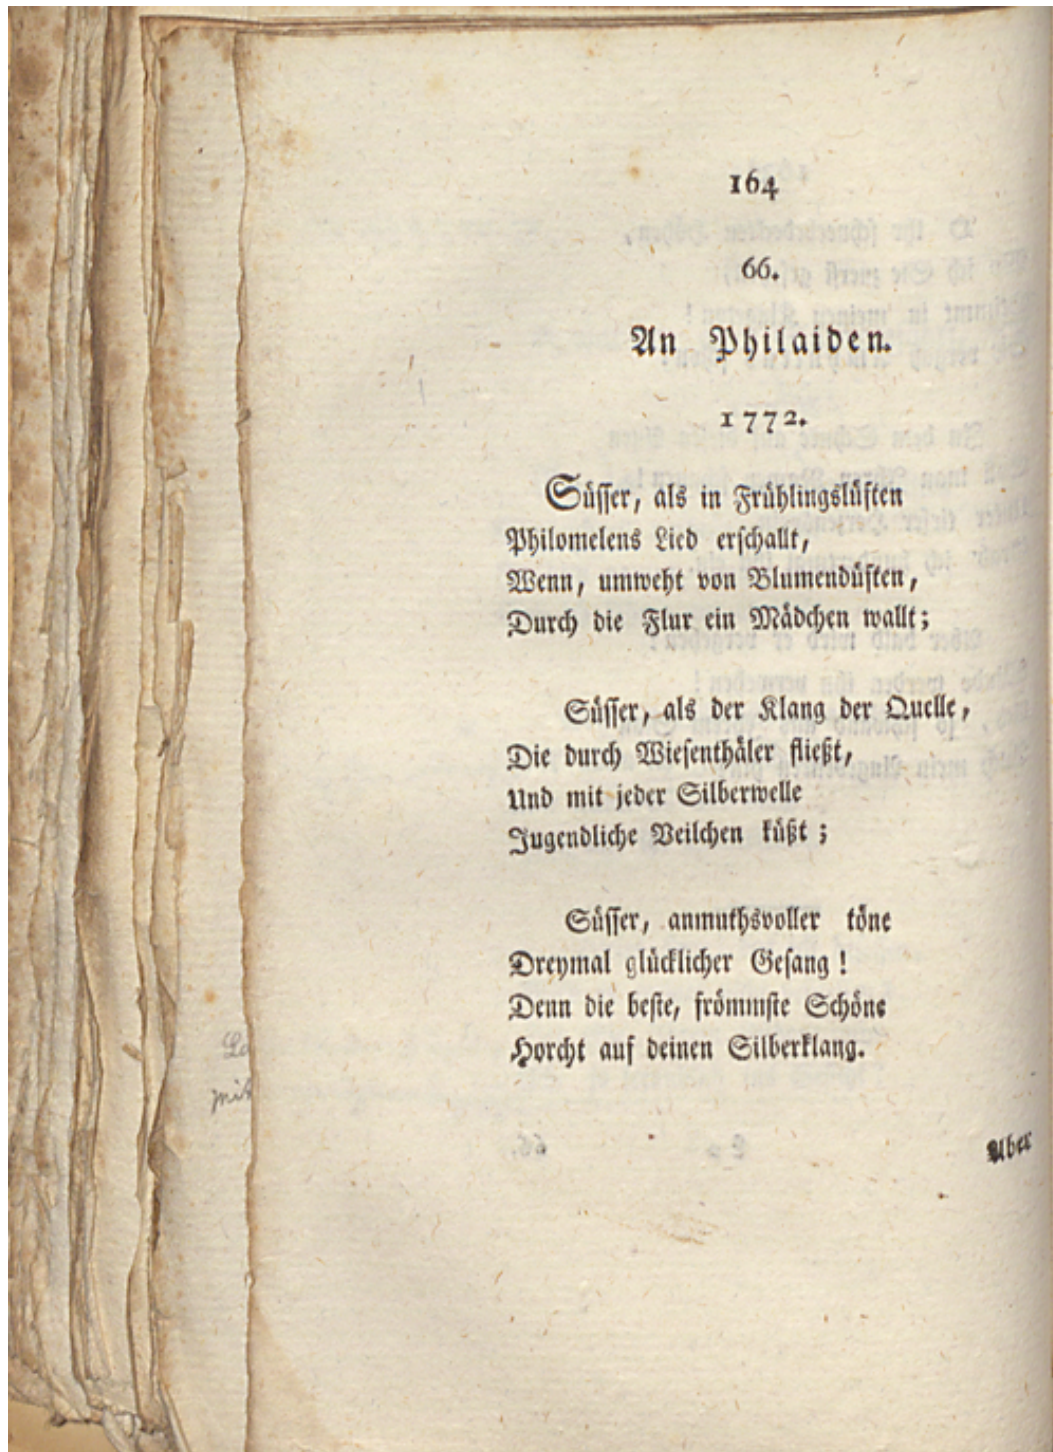 164
66.
An Philaiden.
1772.
Süsser, als in Frühlingslüften
Philomelens Lied erschallt,
Wenn, umweht von Blumendüften,
Durch die Flur ein Mädchen wallt;
Süsser, als der Klang der Quelle,
Die durch Wiesenthäler fließt,
Und mit jeder Silberwelle
Jugendliche Veilchen küßt;
Süsser, anmuthsvoller töne
Dreymal glücklicher Gesang!
Denn die beste, frömmste Schöne
Horcht auf deinen Silberklang.
mit
Aber